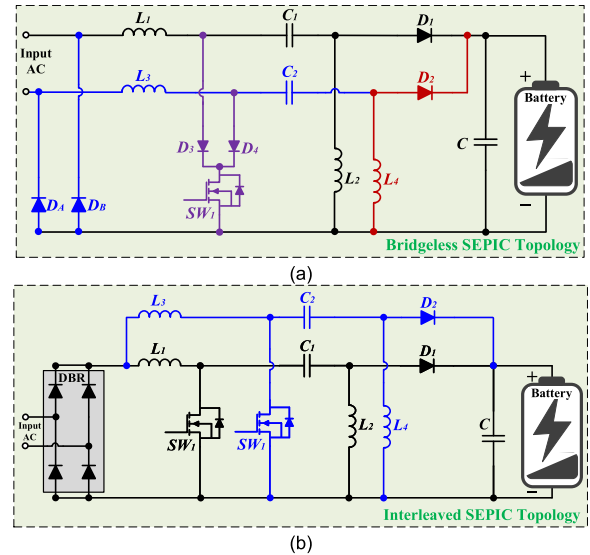 L1 C1 D1
Input
AC
L3 C2 D2
+
Battery
D3 D4
C
L2 L4
DA DB SW1
−
Bridgeless SEPIC Topology
(a)
L3 C2 D2
L1 C1 D1
DBR
+
Battery
Input
AC
SW1 SW1 L2 L4 C
−
Interleaved SEPIC Topology
(b)